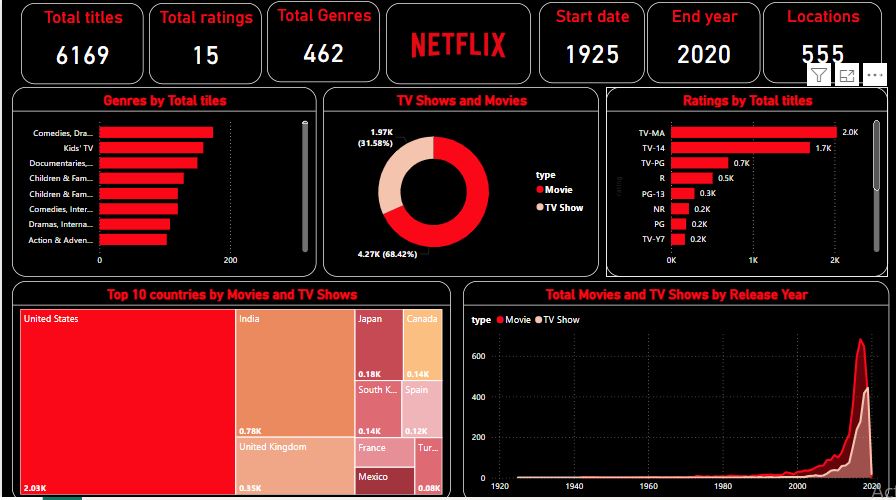 Total titles
6169
Total ratings
15
Total Genres
462
NETFLIX
Start date
1925
End year
2020
Locations
555
Genres by Total tiles
Comedies, Dra...
Kids' TV
Documentaries,...
Children & Fam...
Children & Fam...
Comedies, Inter...
Dramas, Interna...
Action & Adven...
0
200
TV Shows and Movies
1.97K
(31.58%)
4.27K (68.42%)
type
Movie
TV Show
Ratings by Total titles
rating
TV-MA
2.0K
TV-14
1.7K
TV-PG
0.7K
R
0.5K
PG-13
0.3K
NR
0.2K
PG
0.2K
TV-Y7
0.2K
0K
1K
2K
Top 10 countries by Movies and TV Shows
United States
2.03K
India
0.78K
United Kingdom
0.35K
Japan
0.18K
Canada
0.14K
South K...
0.14K
Spain
0.12K
France
Tur...
0.08K
Mexico
Total Movies and TV Shows by Release Year
type Movie TV Show
600
400
200
0
1920
1940
1960
1980
2000
2020